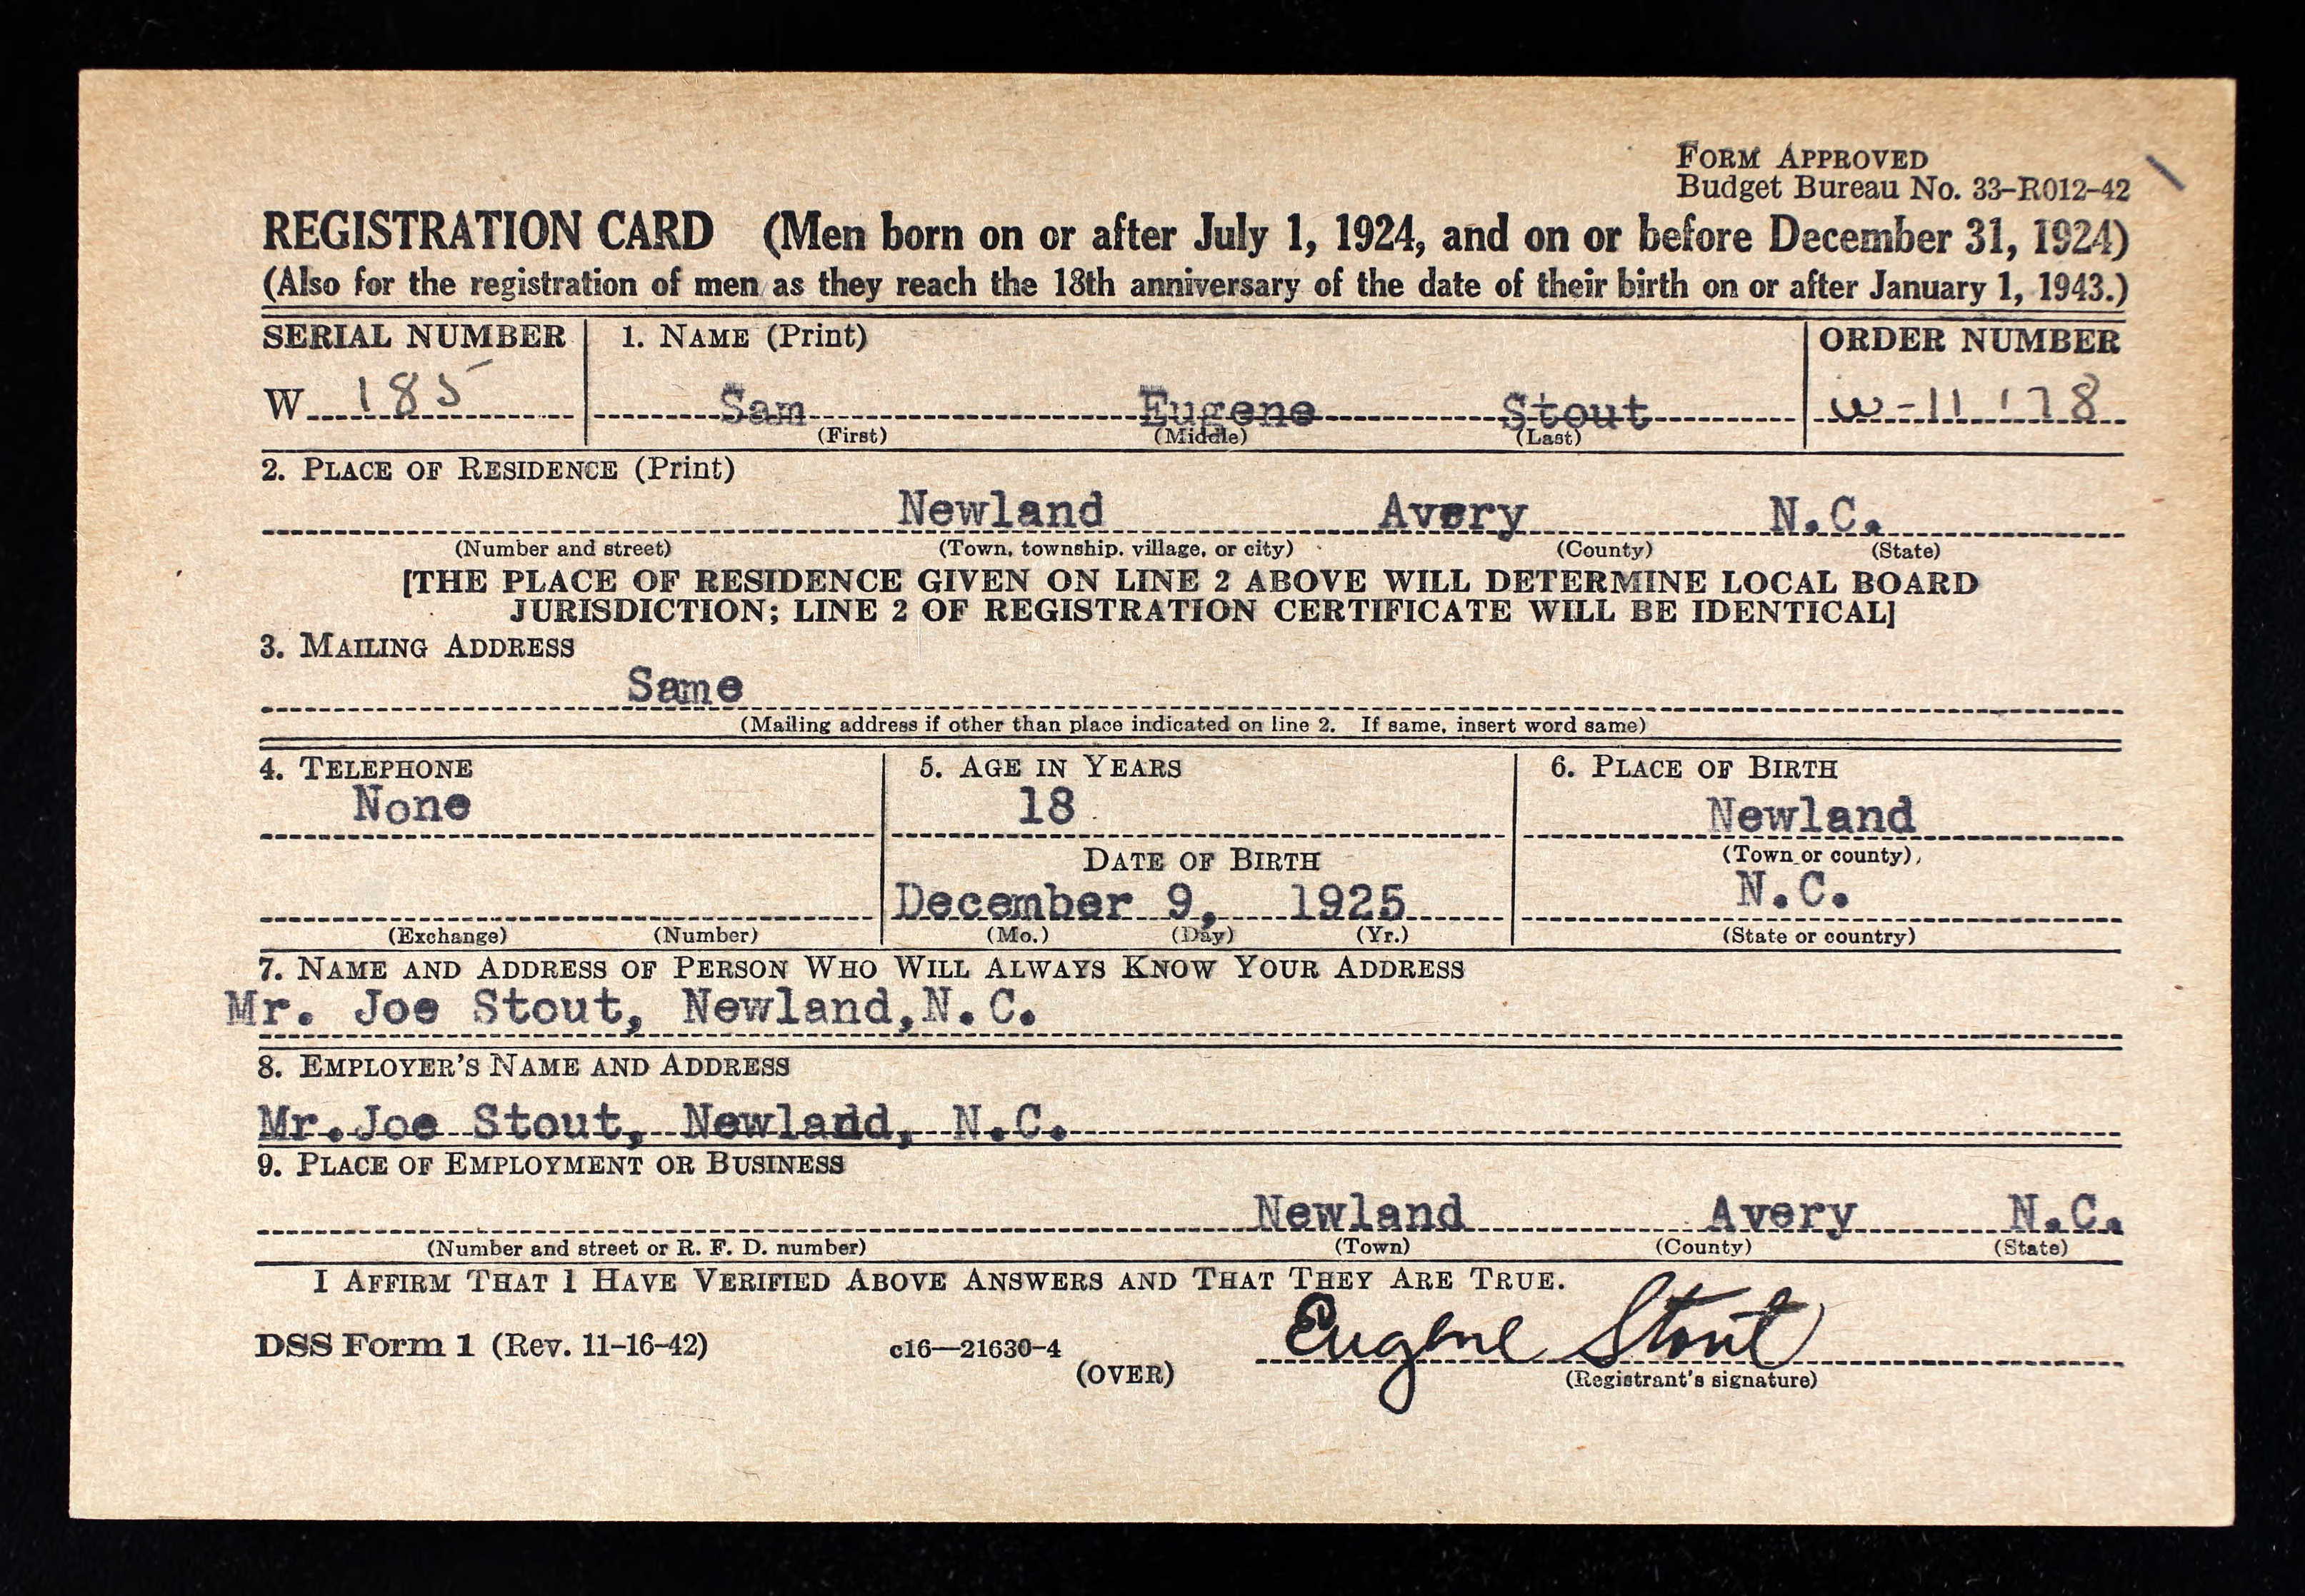 FORM APPROVED
Budget Bureau No. 33-R012-42
REGISTRATION CARD (Men born on or after July 1, 1924, and on or before December 31, 1924)
(Also for the registration of men as they reach the 18th anniversary of the date of their birth on or after January 1, 1943.)
SERIAL NUMBER 1. NAME (Print) ORDER NUMBER
W 185 Sam Eugene Stout W-11178
(First) (Middle) (Last)
2. PLACE OF RESIDENCE (Print)
Newland Avery N.C.
(Number and street) (Town, township, village, or city) (County) (State)
[THE PLACE OF RESIDENCE GIVEN ON LINE 2 ABOVE WILL DETERMINE LOCAL BOARD
JURISDICTION; LINE 2 OF REGISTRATION CERTIFICATE WILL BE IDENTICAL]
3. MAILING ADDRESS
Same
(Mailing address if other than place indicated on line 2. If same, insert word same)
4. TELEPHONE 5. AGE IN YEARS 6. PLACE OF BIRTH
None 18 Newland
DATE OF BIRTH (Town or county)
December 9, 1925 N.C.
(Exchange) (Number) (Mo.) (Day) (Yr.) (State or country)
7. NAME AND ADDRESS OF PERSON WHO WILL ALWAYS KNOW YOUR ADDRESS
Mr. Joe Stout, Newland,N.C.
8. EMPLOYER'S NAME AND ADDRESS
Mr.Joe Stout, Newland, N.C.
9. PLACE OF EMPLOYMENT OR BUSINESS
Newland Avery N.C.
(Number and street or R. F. D. number) (Town) (County) (State)
I AFFIRM THAT I HAVE VERIFIED ABOVE ANSWERS AND THAT THEY ARE TRUE.
DSS Form 1 (Rev. 11-16-42) c16—21630-4 Eugene Stout
(OVER) (Registrant's signature)